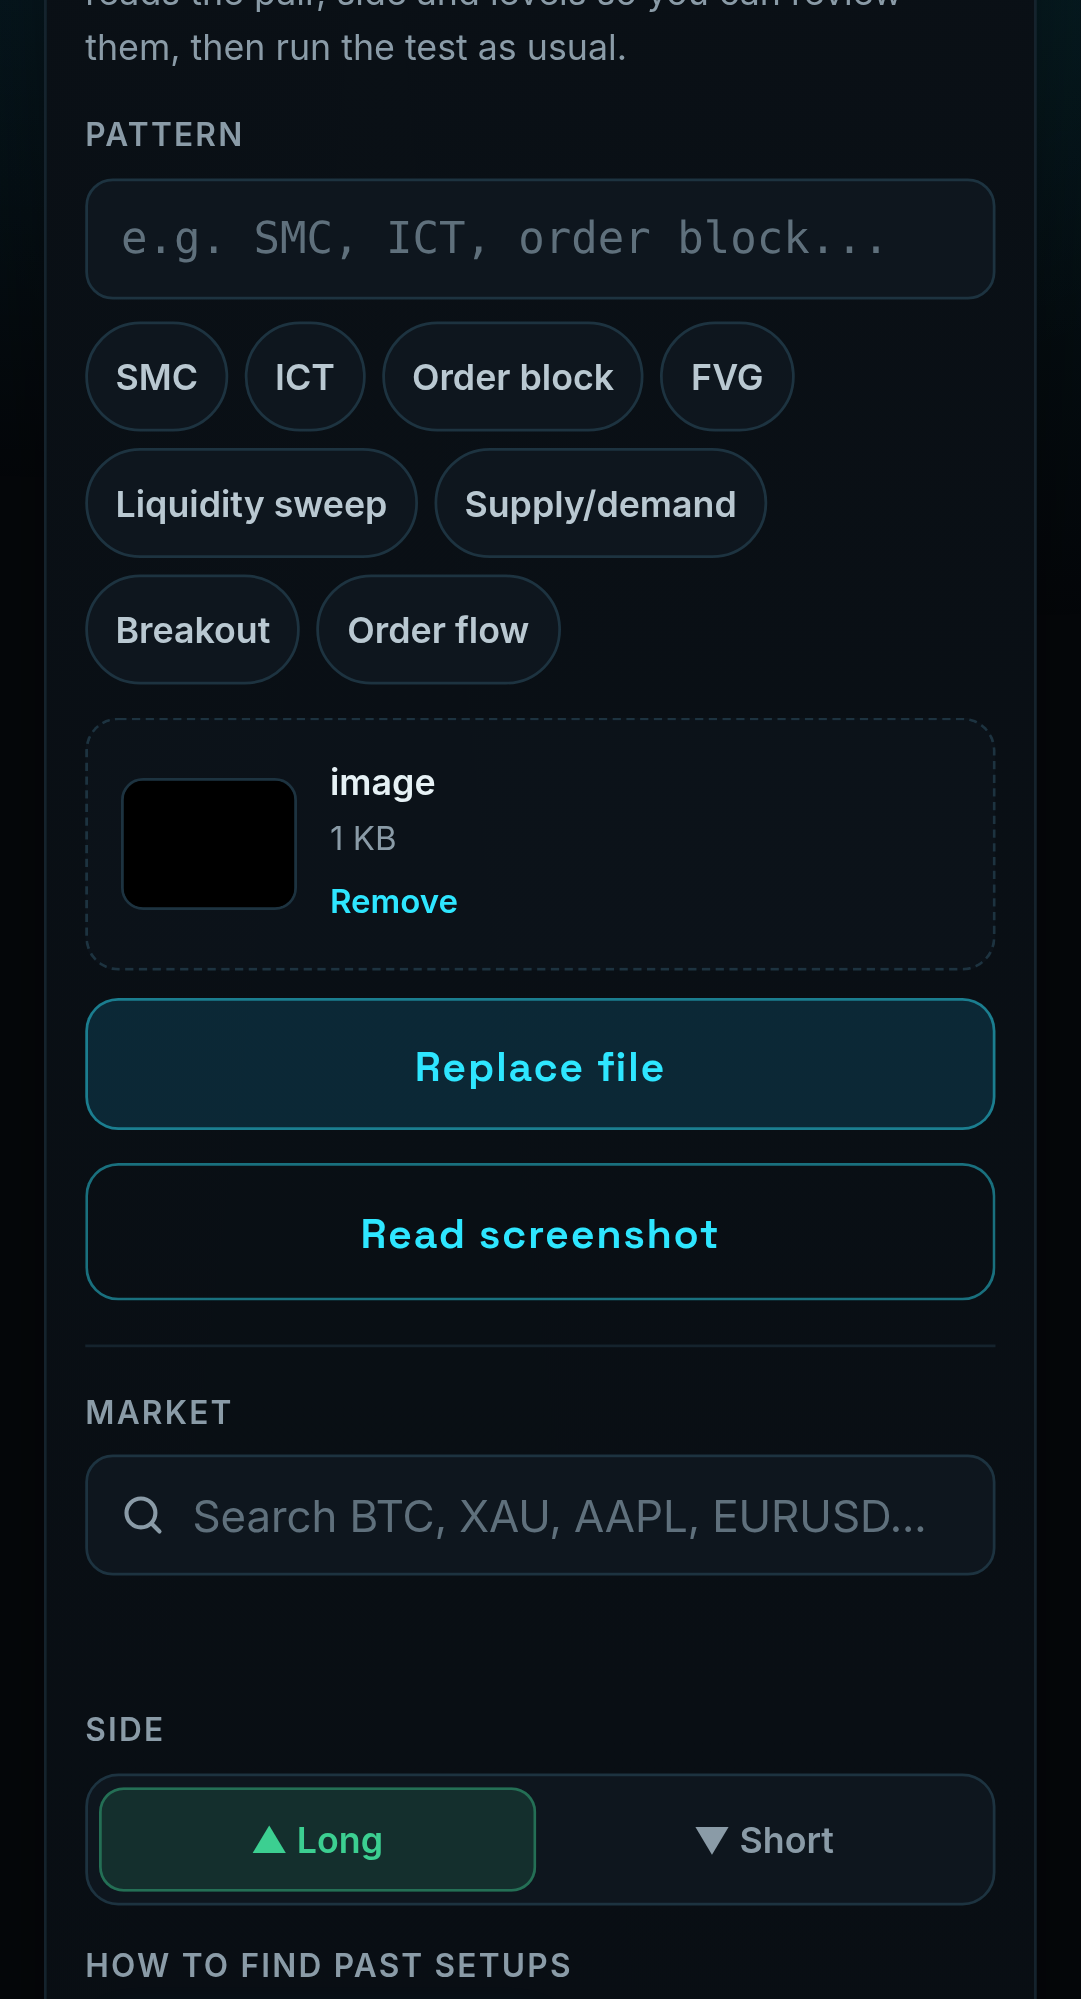 them, then run the test as usual.
PATTERN
e.g. SMC, ICT, order block...
SMC ICT Order block FVG
Liquidity sweep Supply/demand
Breakout Order flow
image
1 KB
Remove
Replace file
Read screenshot
MARKET
Search BTC, XAU, AAPL, EURUSD...
SIDE
▲ Long ▼ Short
HOW TO FIND PAST SETUPS